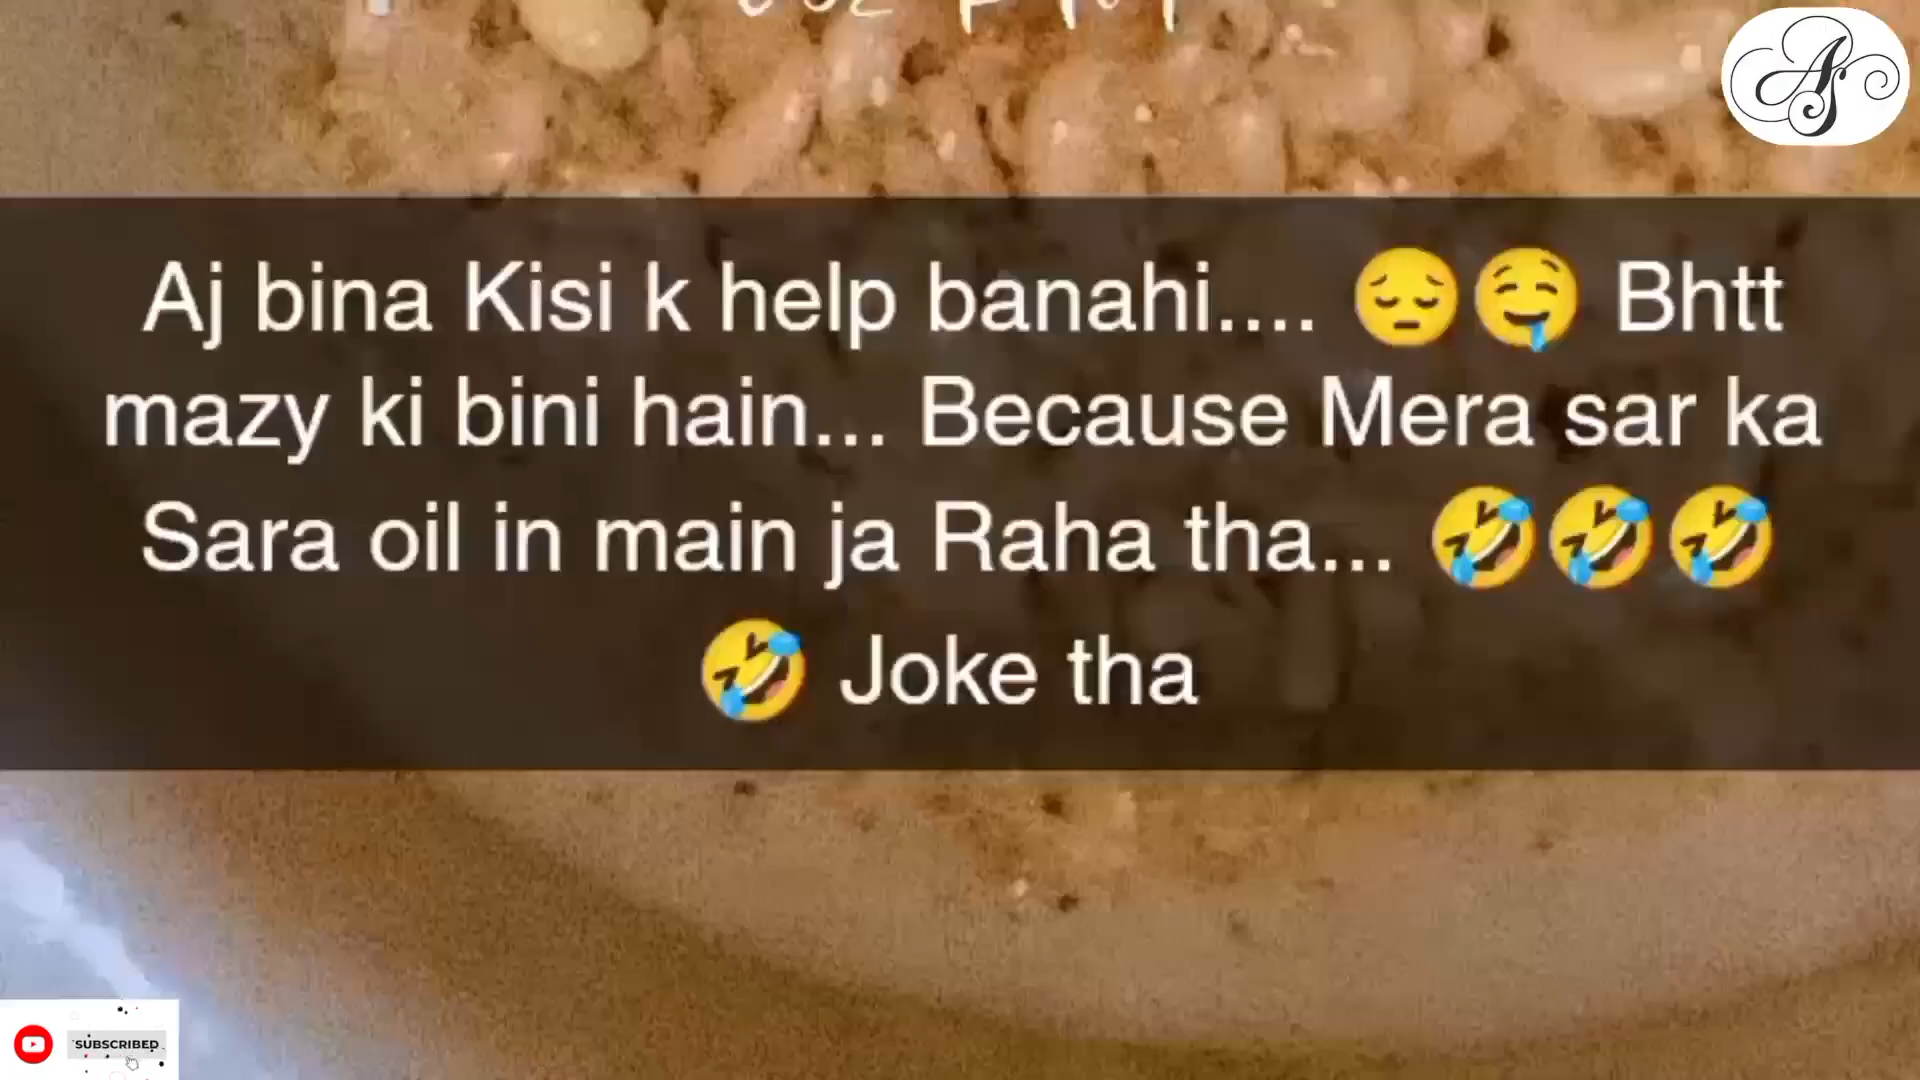 Aj bina Kisi k help banahi.... 😔🤤 Bhtt
mazy ki bini hain... Because Mera sar ka
Sara oil in main ja Raha tha... 🤣🤣🤣
🤣 Joke tha
AS
SUBSCRIBED